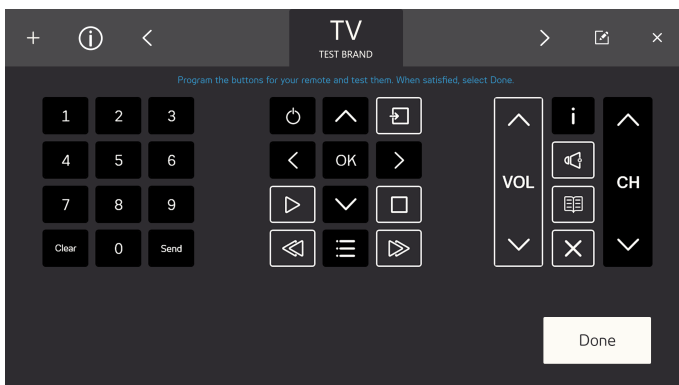 TV
TEST BRAND
Program the buttons for your remote and test them. When satisfied, select Done.
1 2 3
4 5 6 OK
VOL CH
7 8 9
Clear 0 Send
Done